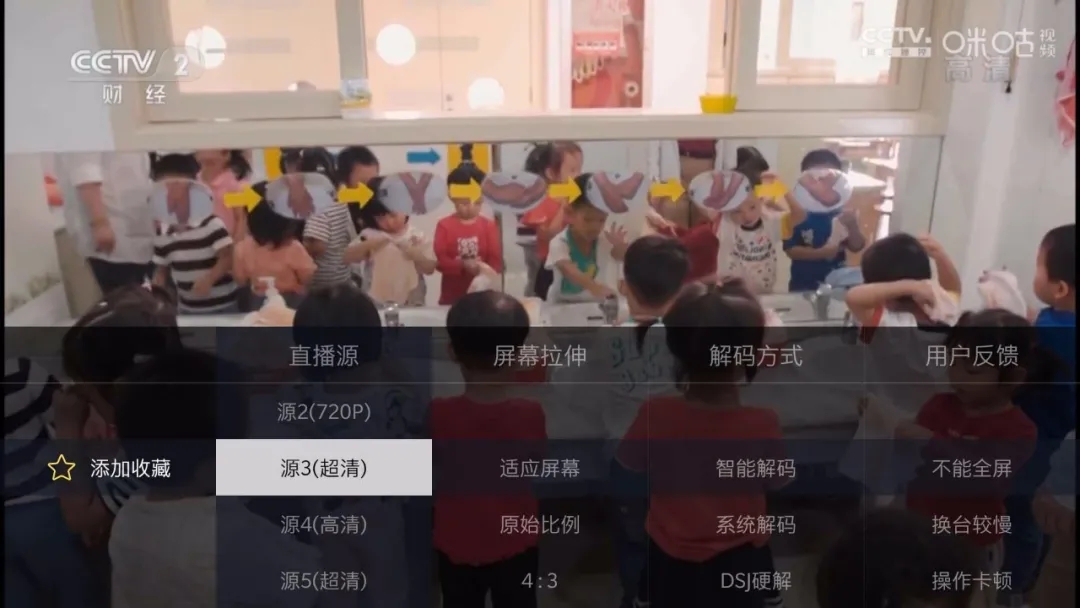 CCTV 2
财经
CCTV.
咪咕视频
高清
直播源
屏幕拉伸
解码方式
用户反馈
源2(720P)
添加收藏
源3(超清)
适应屏幕
智能解码
不能全屏
源4(高清)
原始比例
系统解码
换台较慢
源5(超清)
4:3
DSJ硬解
操作卡顿